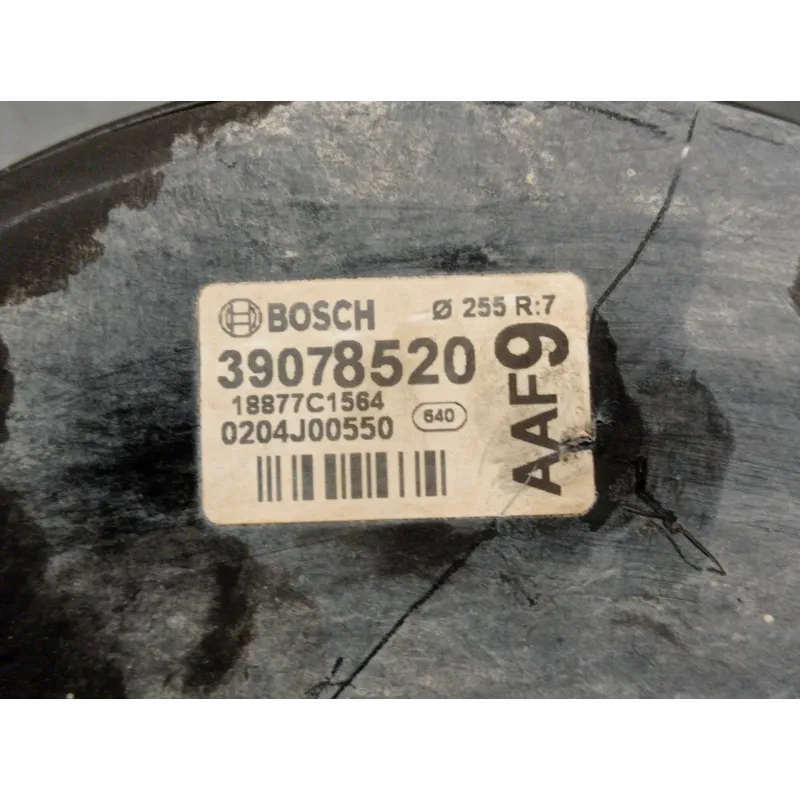 BOSCH Ø 255 R:7
39078520
18877C1564
640
0204J00550
AAF9